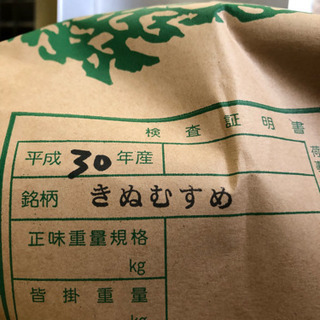 検査証明書
平成30年産
銘柄 きぬむすめ
正味重量規格
kg
皆掛重量
kg